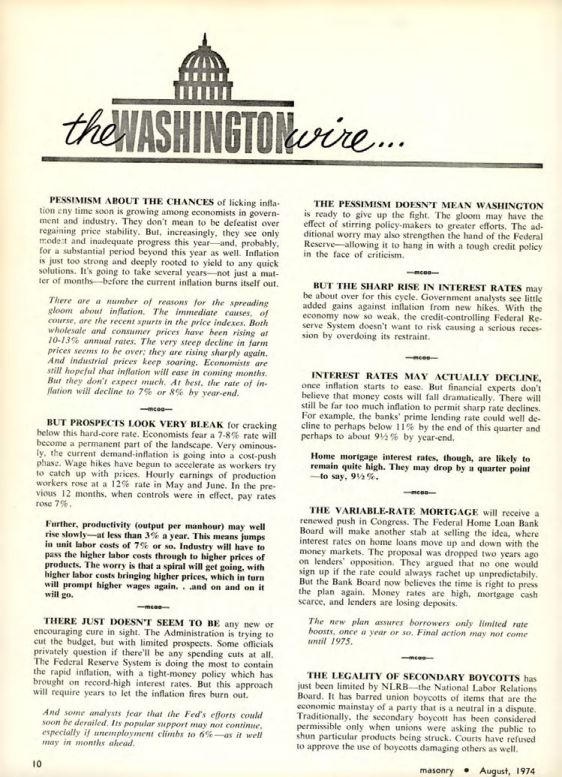 the WASHINGTON wire...
PESSIMISM ABOUT THE CHANCES of licking infla-
tion any time soon is growing among economists in govern-
ment and industry. They don't mean to be defeatist over
regaining price stability. But, increasingly, they see only
modest and inadequate progress this year—and, probably,
for a substantial period beyond this year as well. Inflation
is just too strong and deeply rooted to yield to any quick
solutions. It's going to take several years—not just a mat-
ter of months—before the current inflation burns itself out.
There are a number of reasons for the spreading
gloom about inflation. The immediate causes, of
course, are the recent spurts in the price indexes. Both
wholesale and consumer prices have been rising at
10-13% annual rates. The very steep decline in farm
prices seems to be over; they are rising sharply again.
And industrial prices keep soaring. Economists are
still hopeful that inflation will ease in coming months.
But they don't expect much. At best, the rate of in-
flation will decline to 7% or 8% by year-end.
—mcaa—
BUT PROSPECTS LOOK VERY BLEAK for cracking
below this hard-core rate. Economists fear a 7-8% rate will
become a permanent part of the landscape. Very ominous-
ly, the current demand-inflation is going into a cost-push
phase. Wage hikes have begun to accelerate as workers try
to catch up with prices. Hourly earnings of production
workers rose at a 12% rate in May and June. In the pre-
vious 12 months, when controls were in effect, pay rates
rose 7%.
Further, productivity (output per manhour) may well
rise slowly—at less than 3% a year. This means jumps
in unit labor costs of 7% or so. Industry will have to
pass the higher labor costs through to higher prices of
products. The worry is that a spiral will get going, with
higher labor costs bringing higher prices, which in turn
will prompt higher wages again. . .and on and on it
will go.
—mcaa—
THERE JUST DOESN'T SEEM TO BE any new or
encouraging cure in sight. The Administration is trying to
cut the budget, but with limited prospects. Some officials
privately question if there'll be any spending cuts at all.
The Federal Reserve System is doing the most to contain
the rapid inflation, with a tight-money policy which has
brought on record-high interest rates. But this approach
will require years to let the inflation fires burn out.
And some analysts fear that the Fed's efforts could
soon be derailed. Its popular support may not continue,
especially if unemployment climbs to 6%—as it well
may in months ahead.
THE PESSIMISM DOESN'T MEAN WASHINGTON
is ready to give up the fight. The gloom may have the
effect of stirring policy-makers to greater efforts. The ad-
ditional worry may also strengthen the hand of the Federal
Reserve—allowing it to hang in with a tough credit policy
in the face of criticism.
—mcaa—
BUT THE SHARP RISE IN INTEREST RATES may
be about over for this cycle. Government analysts see little
added gains against inflation from new hikes. With the
economy now so weak, the credit-controlling Federal Re-
serve System doesn't want to risk causing a serious reces-
sion by overdoing its restraint.
—mcaa—
INTEREST RATES MAY ACTUALLY DECLINE,
once inflation starts to ease. But financial experts don't
believe that money costs will fall dramatically. There will
still be far too much inflation to permit sharp rate declines.
For example, the banks' prime lending rate could well de-
cline to perhaps below 11% by the end of this quarter and
perhaps to about 9½% by year-end.
Home mortgage interest rates, though, are likely to
remain quite high. They may drop by a quarter point
—to say, 9½%.
—mcaa—
THE VARIABLE-RATE MORTGAGE will receive a
renewed push in Congress. The Federal Home Loan Bank
Board will make another stab at selling the idea, where
interest rates on home loans move up and down with the
money markets. The proposal was dropped two years ago
on lenders' opposition. They argued that no one would
sign up if the rate could always rachet up unpredictably.
But the Bank Board now believes the time is right to press
the plan again. Money rates are high, mortgage cash
scarce, and lenders are losing deposits.
The new plan assures borrowers only limited rate
boosts, once a year or so. Final action may not come
until 1975.
—mcaa—
THE LEGALITY OF SECONDARY BOYCOTTS has
just been limited by NLRB—the National Labor Relations
Board. It has barred union boycotts of items that are the
economic mainstay of a party that is a neutral in a dispute.
Traditionally, the secondary boycott has been considered
permissible only when unions were asking the public to
shun particular products being struck. Courts have refused
to approve the use of boycotts damaging others as well.
10
masonry • August, 1974